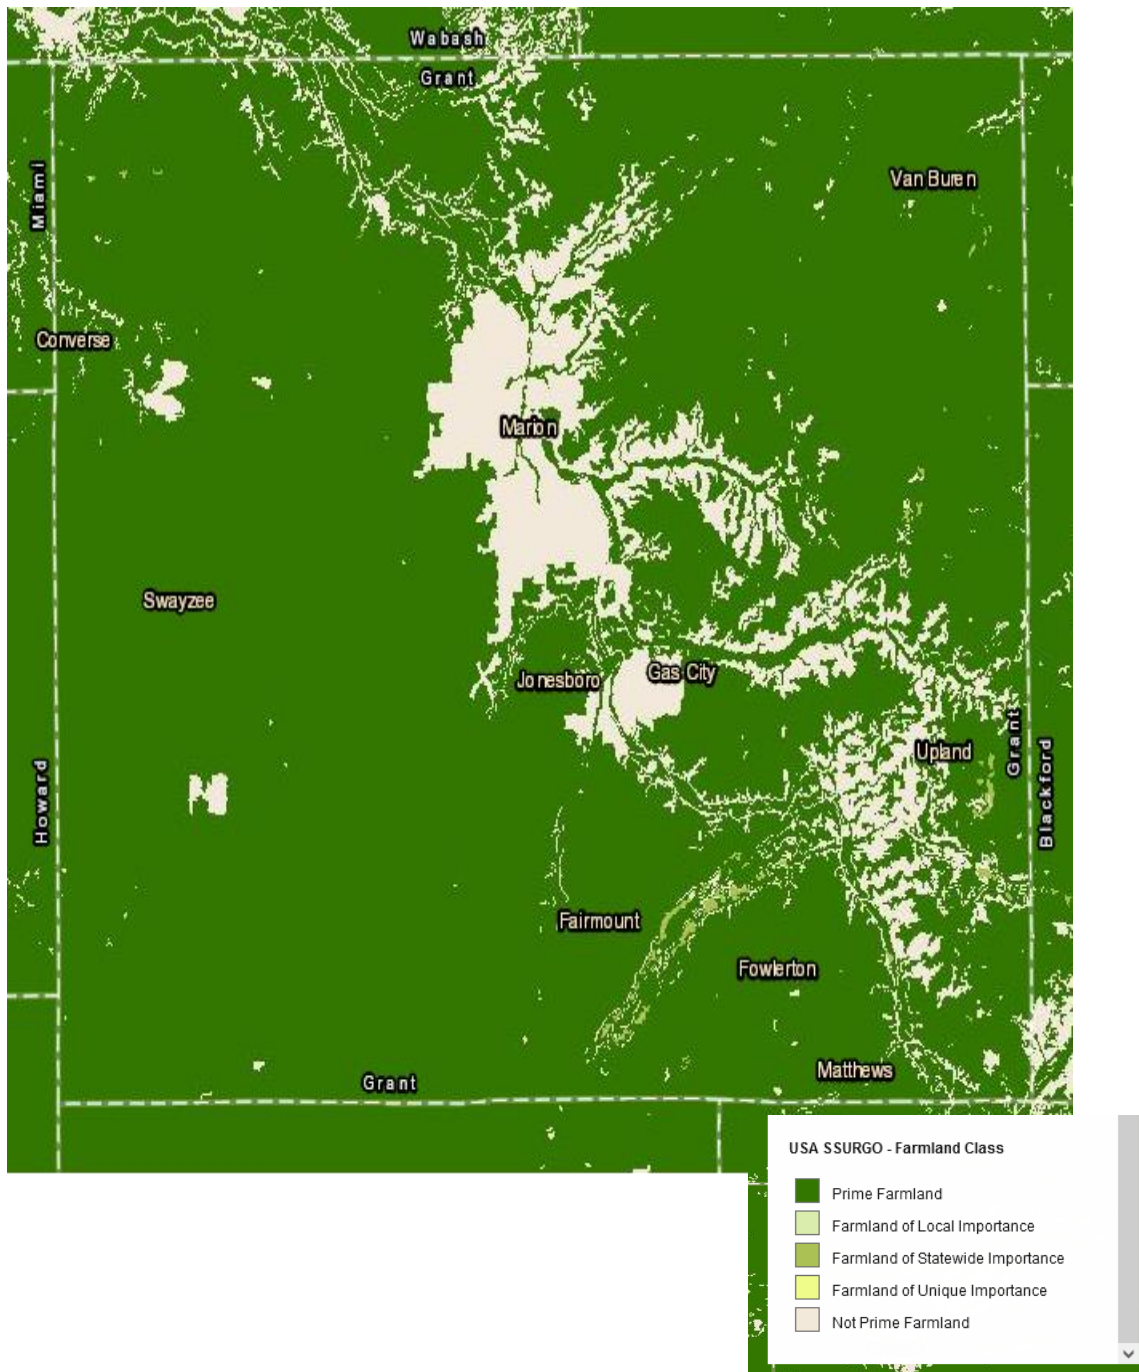 Wabash
Grant
Miami
Van Buren
Converse
Marion
Swayzee
Jonesboro
Gas City
Grant
Upland
Howard
Blackford
Fairmount
Fowlerton
Matthews
Grant
USA SSURGO - Farmland Class
Prime Farmland
Farmland of Local Importance
Farmland of Statewide Importance
Farmland of Unique Importance
Not Prime Farmland